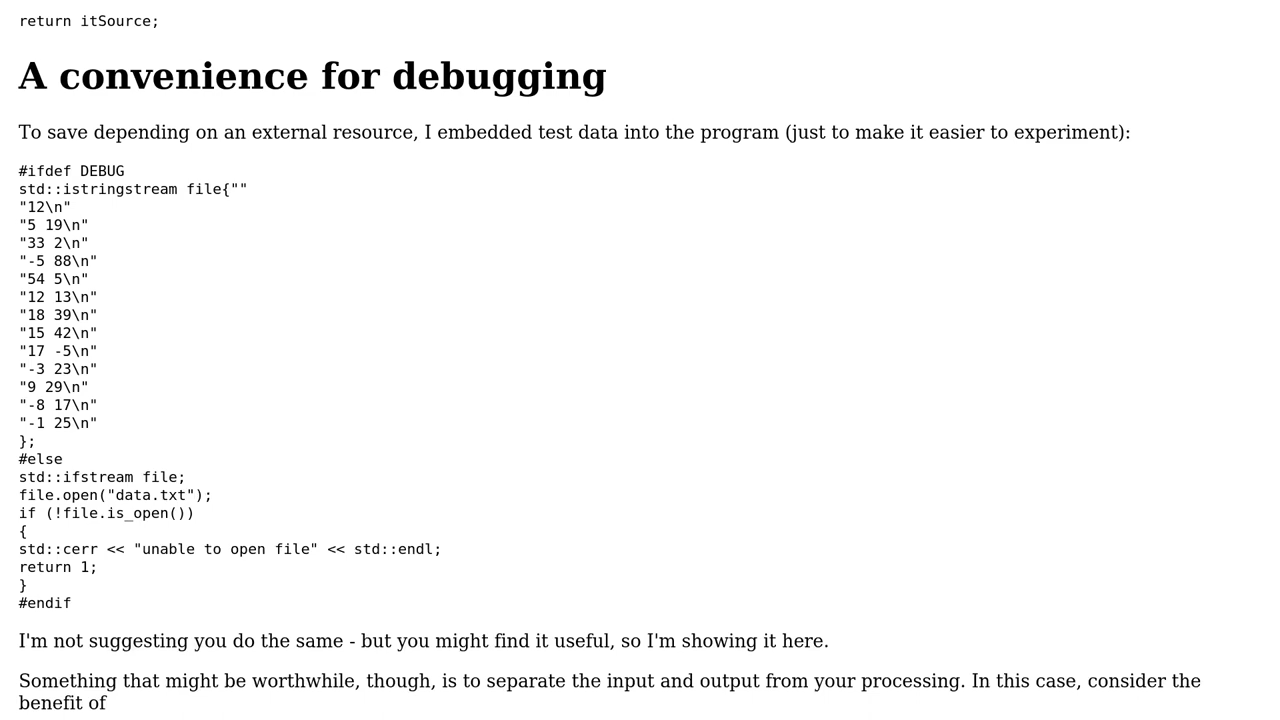 return itSource;
A convenience for debugging
To save depending on an external resource, I embedded test data into the program (just to make it easier to experiment):
#ifdef DEBUG
std::istringstream file{""
"12\n"
"5 19\n"
"33 2\n"
"-5 88\n"
"54 5\n"
"12 13\n"
"18 39\n"
"15 42\n"
"17 -5\n"
"-3 23\n"
"9 29\n"
"-8 17\n"
"-1 25\n"
};
#else
std::ifstream file;
file.open("data.txt");
if (!file.is_open())
{
std::cerr << "unable to open file" << std::endl;
return 1;
}
#endif
I'm not suggesting you do the same - but you might find it useful, so I'm showing it here.
Something that might be worthwhile, though, is to separate the input and output from your processing. In this case, consider the
benefit of